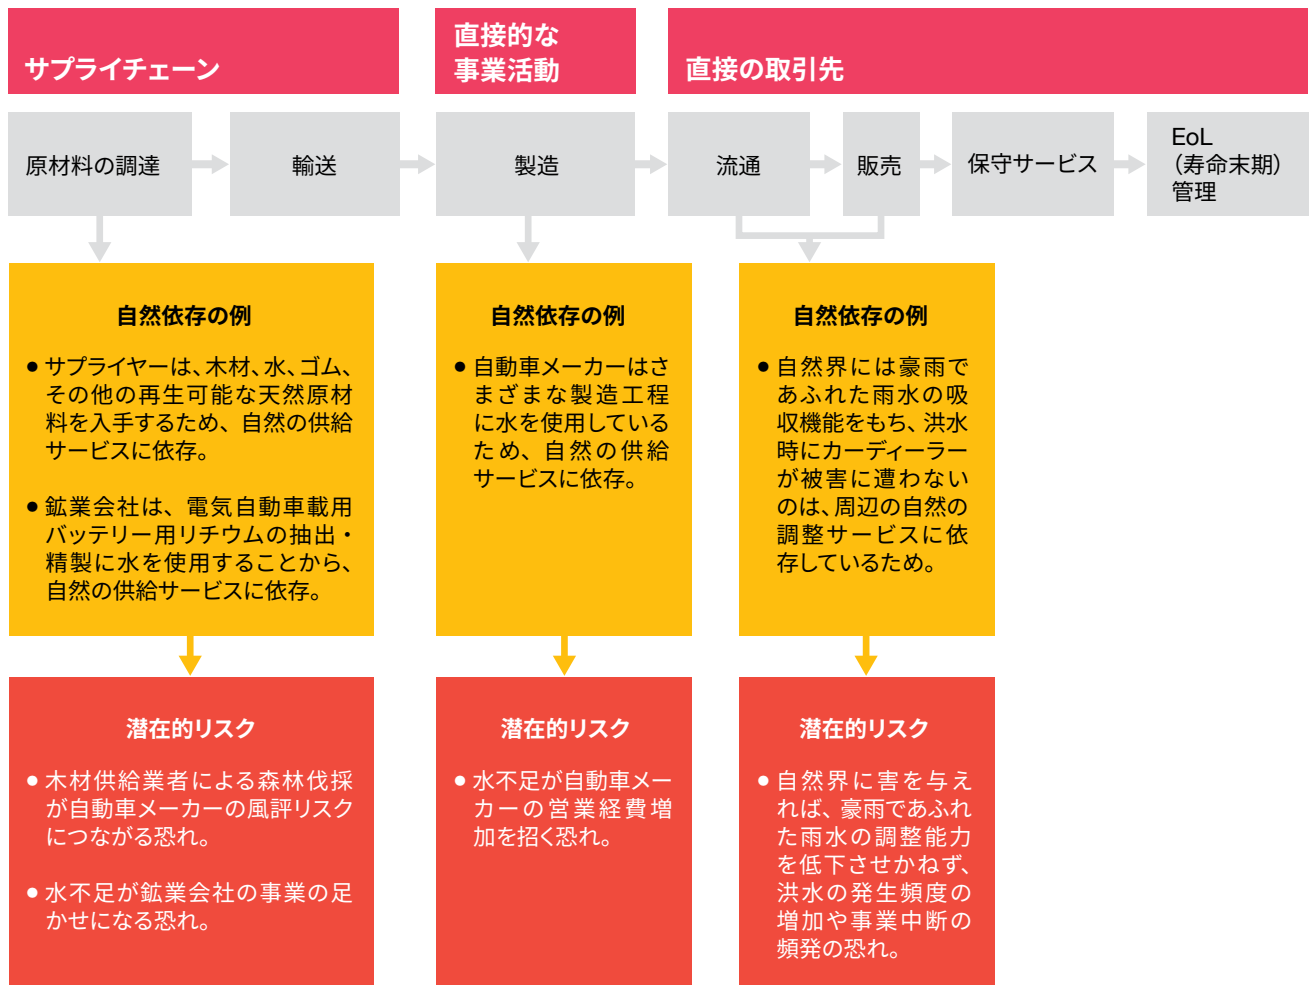 サプライチェーン
直接的な
事業活動
直接の取引先
原材料の調達
輸送
製造
流通
販売
保守サービス
EoL
（寿命末期）
管理
自然依存の例
● サプライヤーは、木材、水、ゴム、
その他の再生可能な天然原材
料を入手するため、自然の供給
サービスに依存。
● 鉱業会社は、電気自動車載用
バッテリー用リチウムの抽出・
精製に水を使用することから、
自然の供給サービスに依存。
自然依存の例
● 自動車メーカーはさ
まざまな製造工程
に水を使用している
ため、自然の供給
サービスに依存。
自然依存の例
● 自然界には豪雨で
あふれた雨水の吸
収機能をもち、洪水
時にカーディーラー
が被害に遭わない
のは、周辺の自然の
調整サービスに依
存しているため。
潜在的リスク
● 木材供給業者による森林伐採
が自動車メーカーの風評リスク
につながる恐れ。
● 水不足が鉱業会社の事業の足
かせになる恐れ。
潜在的リスク
● 水不足が自動車メー
カーの営業経費増
加を招く恐れ。
潜在的リスク
● 自然界に害を与え
れば、豪雨であふれ
た雨水の調整能力
を低下させかねず、
洪水の発生頻度の
増加や事業中断の
頻発の恐れ。